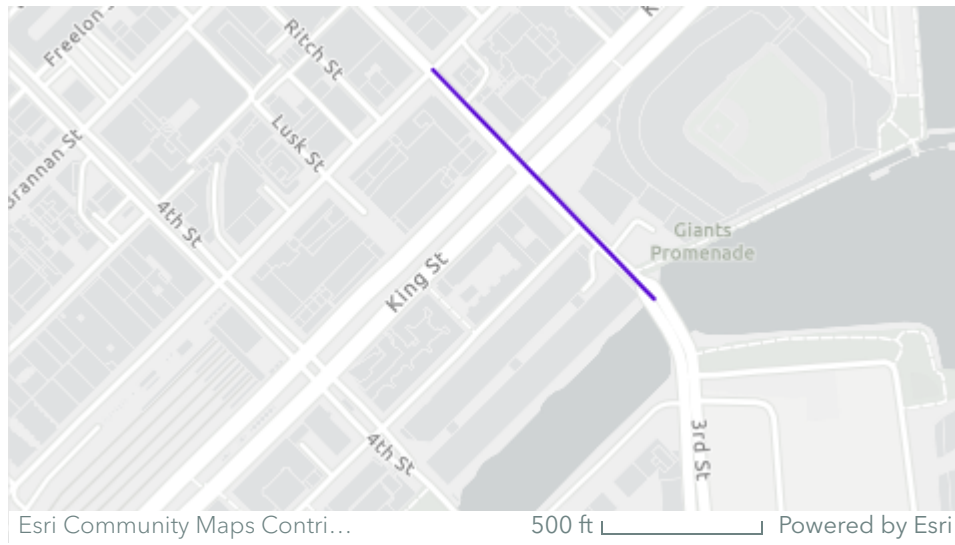 Freelon S
Ritch St
K
Brannan St
Lusk St
4th St
Giants
Promenade
King St
4th St
3rd St
Esri Community Maps Contri...
500 ft
Powered by Esri